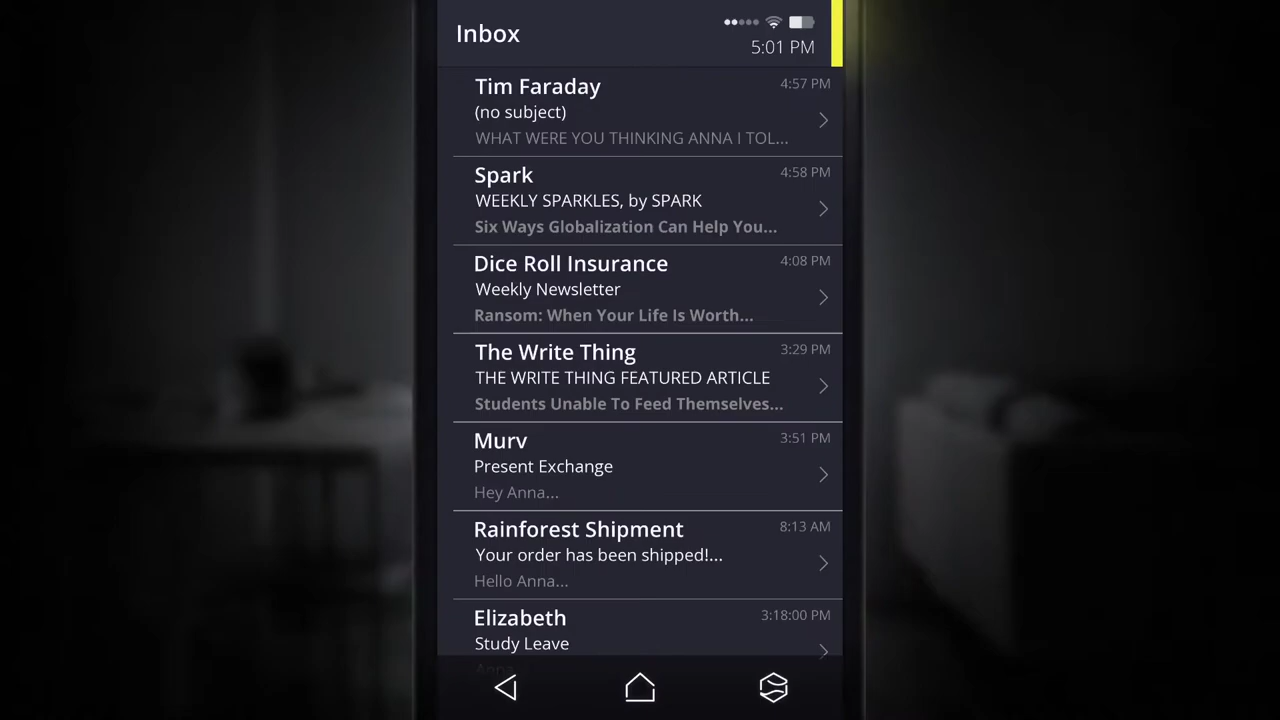 Inbox
5:01 PM
Tim Faraday
4:57 PM
(no subject)
WHAT WERE YOU THINKING ANNA I TOL...
Spark
4:58 PM
WEEKLY SPARKLES, by SPARK
Six Ways Globalization Can Help You...
Dice Roll Insurance
4:08 PM
Weekly Newsletter
Ransom: When Your Life Is Worth...
The Write Thing
3:29 PM
THE WRITE THING FEATURED ARTICLE
Students Unable To Feed Themselves...
Murv
3:51 PM
Present Exchange
Hey Anna...
Rainforest Shipment
8:13 AM
Your order has been shipped!...
Hello Anna...
Elizabeth
3:18:00 PM
Study Leave
Anna...